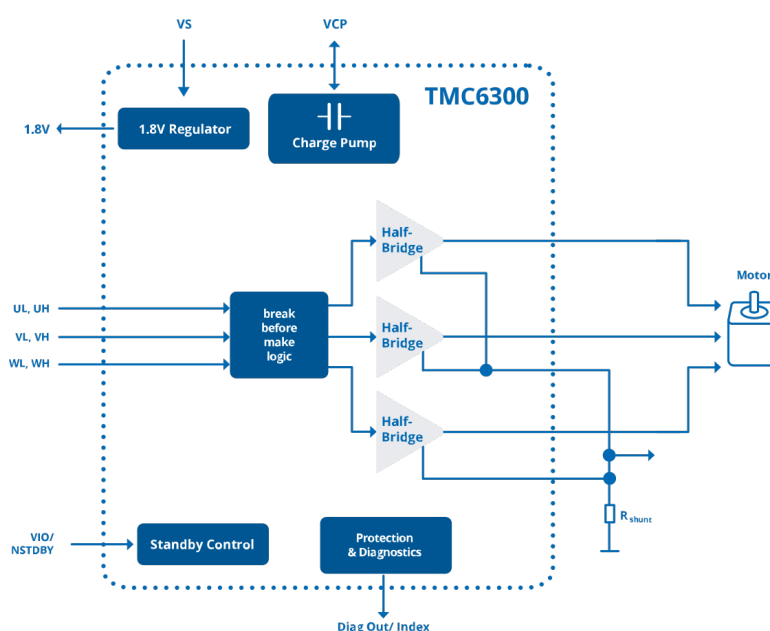 VS
VCP
TMC6300
1.8V
1.8V Regulator
Charge Pump
Half-
Bridge
Motor
UL, UH
VL, VH
WL, WH
break
before
make
logic
Half-
Bridge
Half-
Bridge
Rshunt
VIO/
NSTDBY
Standby Control
Protection
& Diagnostics
Diag Out/ Index